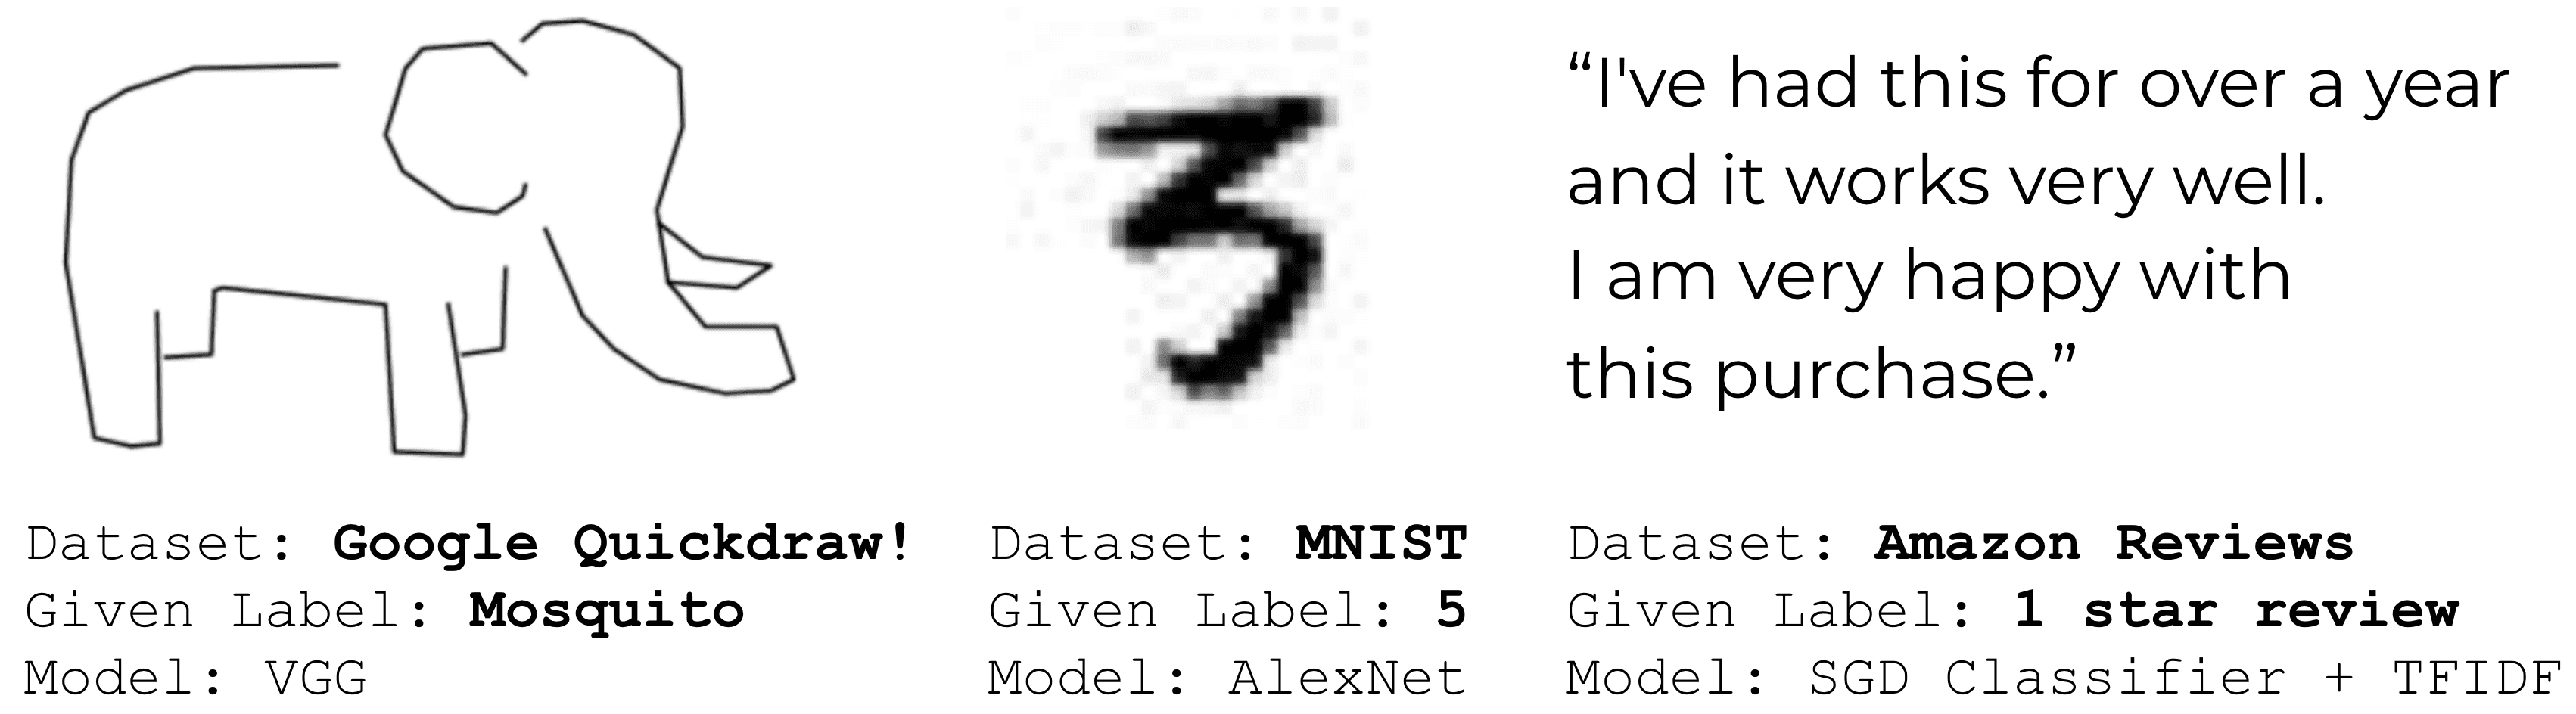 3
“I've had this for over a year
and it works very well.
I am very happy with
this purchase.”
Dataset: Google Quickdraw!
Given Label: Mosquito
Model: VGG
Dataset: MNIST
Given Label: 5
Model: AlexNet
Dataset: Amazon Reviews
Given Label: 1 star review
Model: SGD Classifier + TFIDF